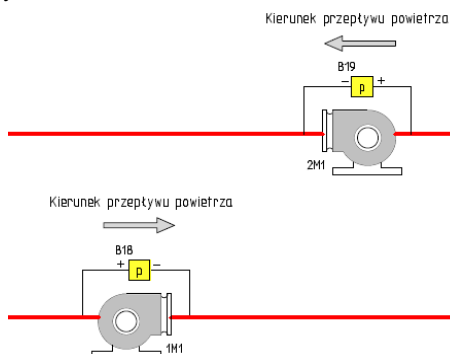 Kierunek przepływu powietrza
B19
− p +
2M1
Kierunek przepływu powietrza
B18
+ p −
1M1